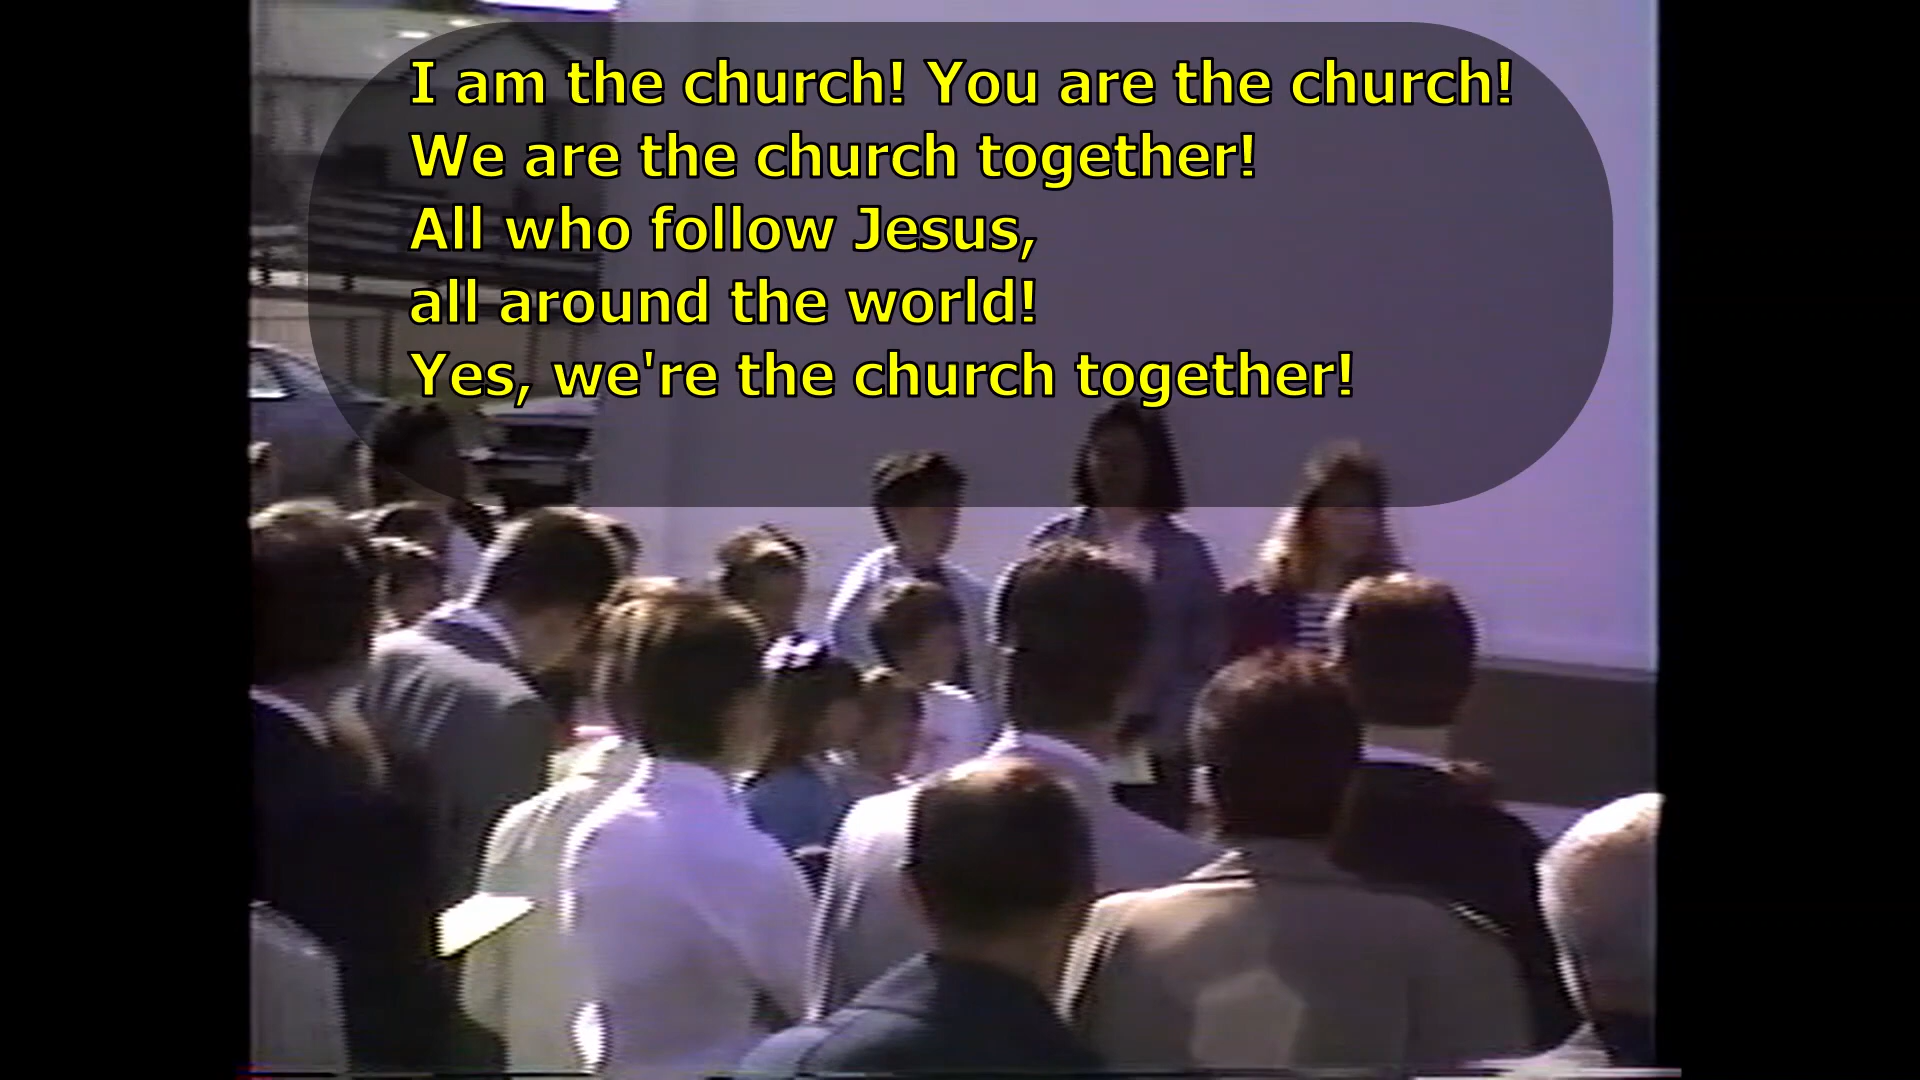 I am the church! You are the church!
We are the church together!
All who follow Jesus,
all around the world!
Yes, we're the church together!